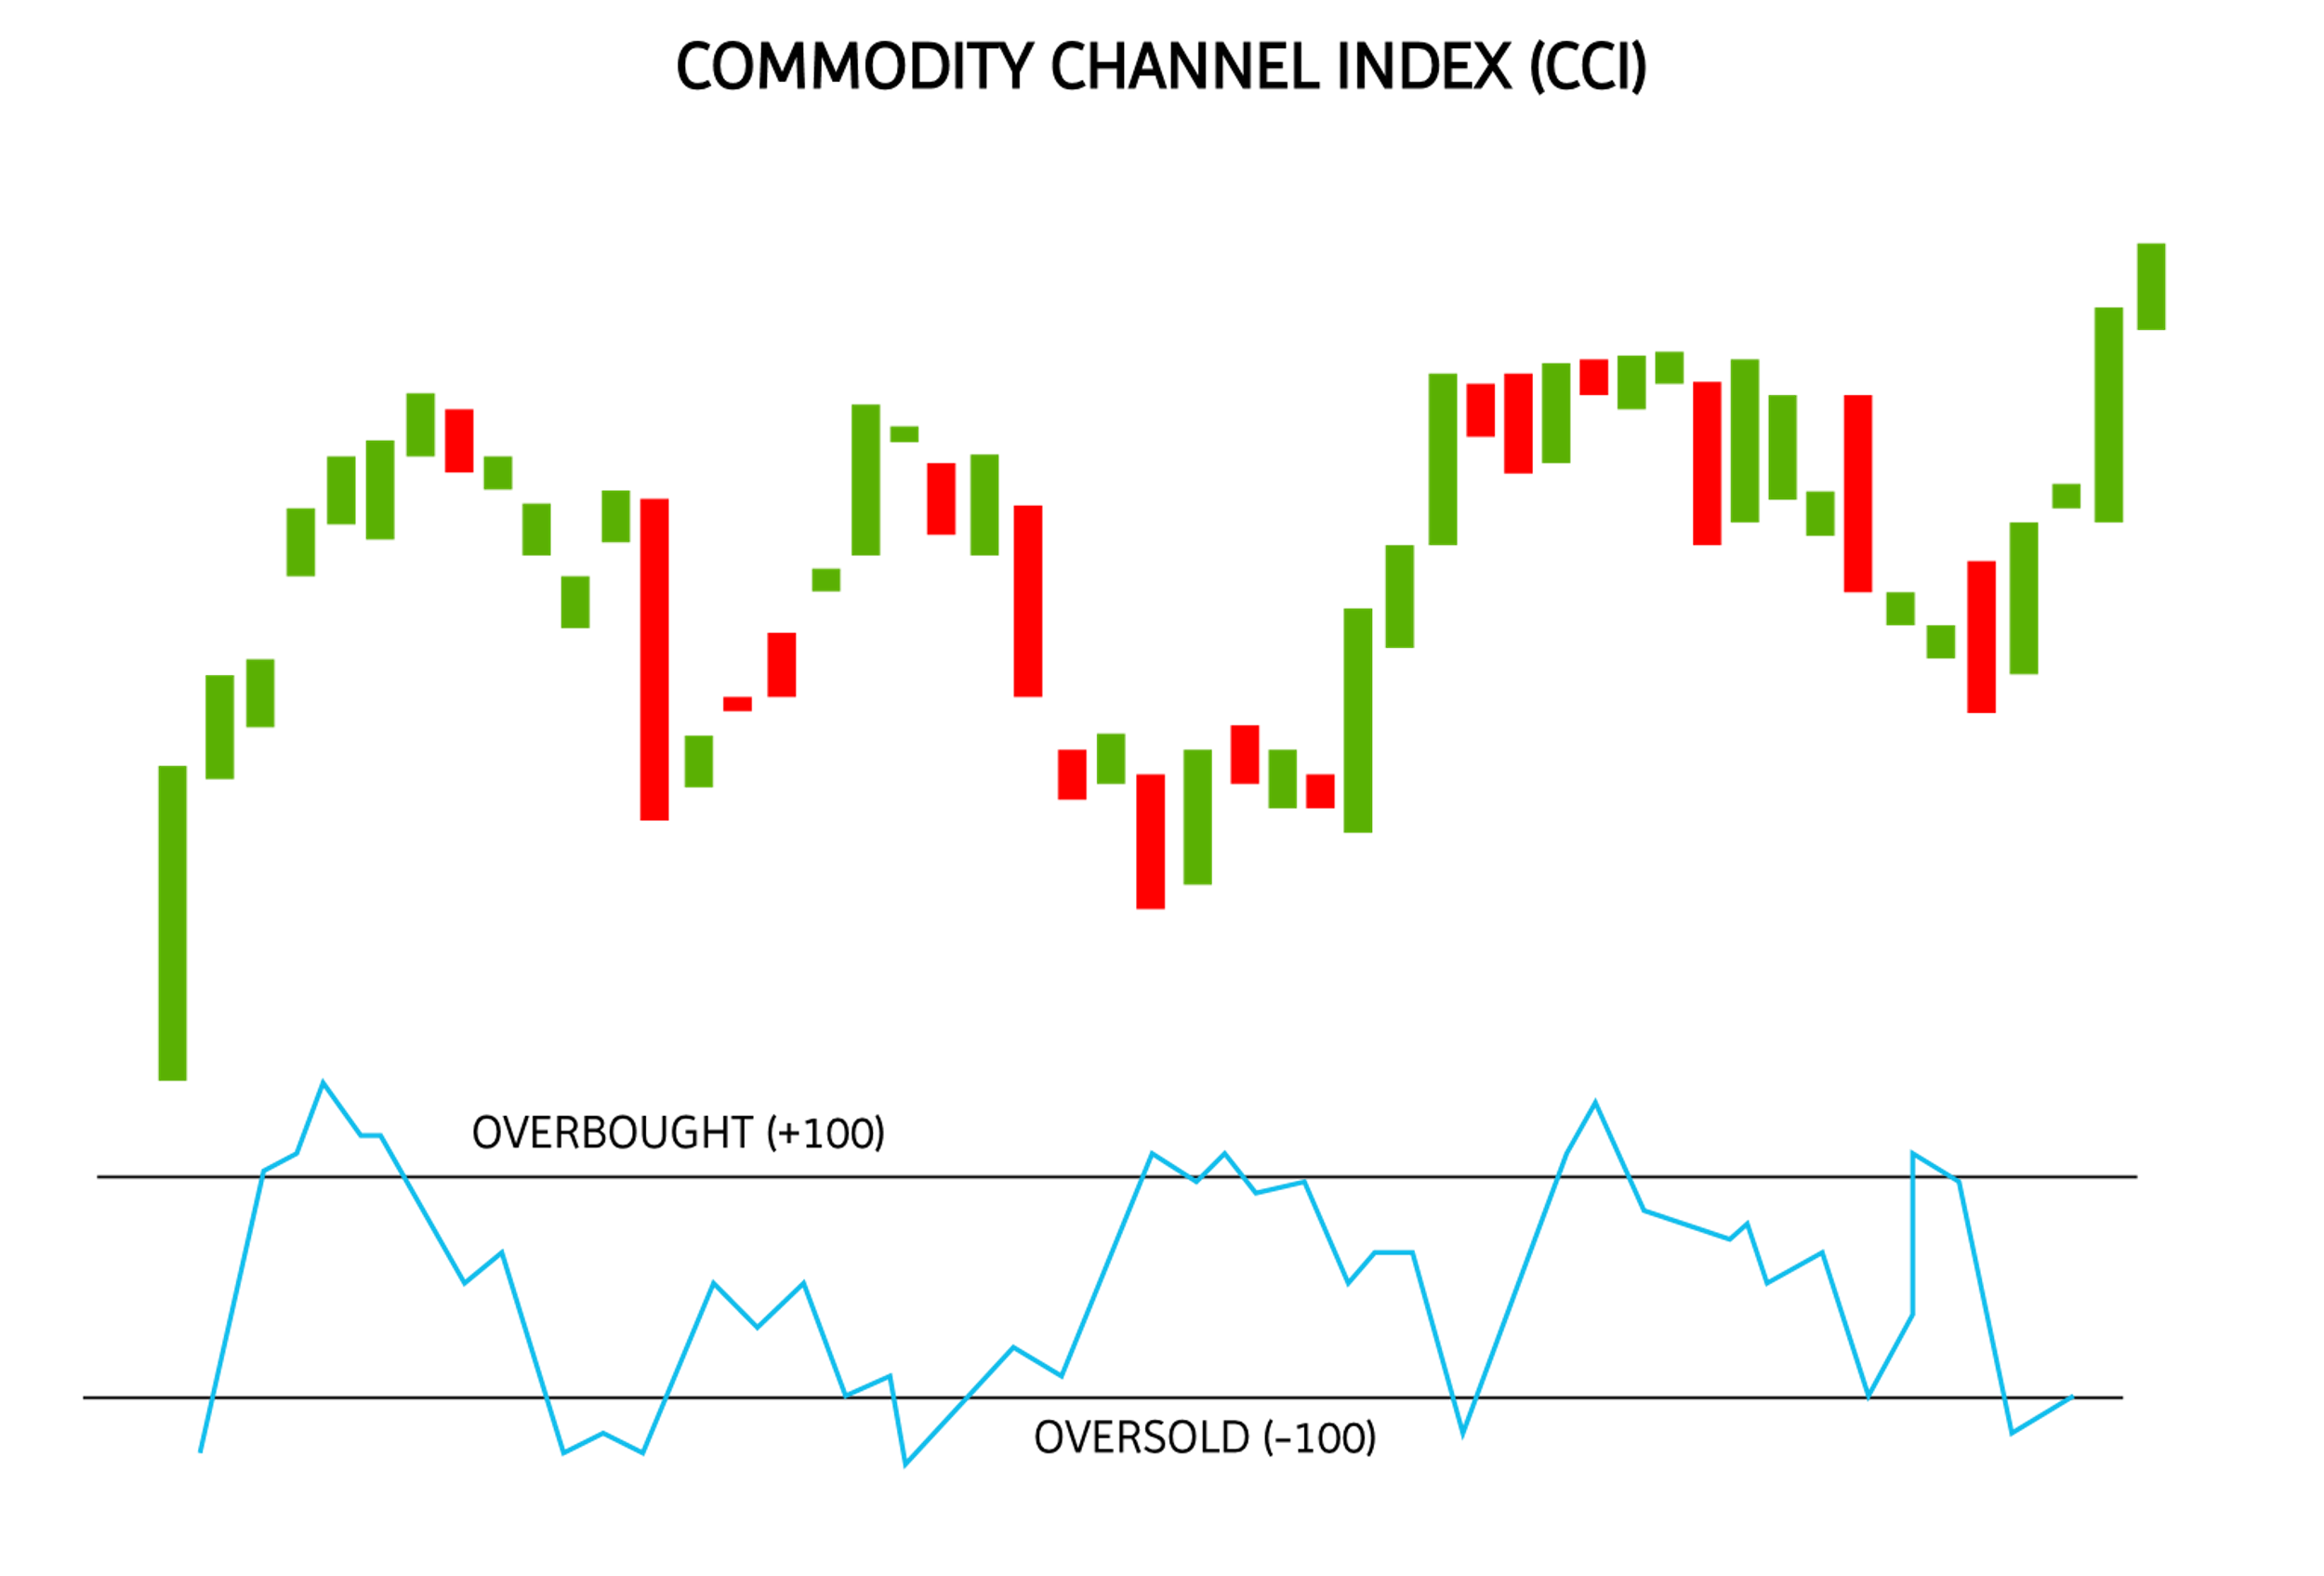 COMMODITY CHANNEL INDEX (CCI)
OVERBOUGHT (+100)
OVERSOLD (-100)